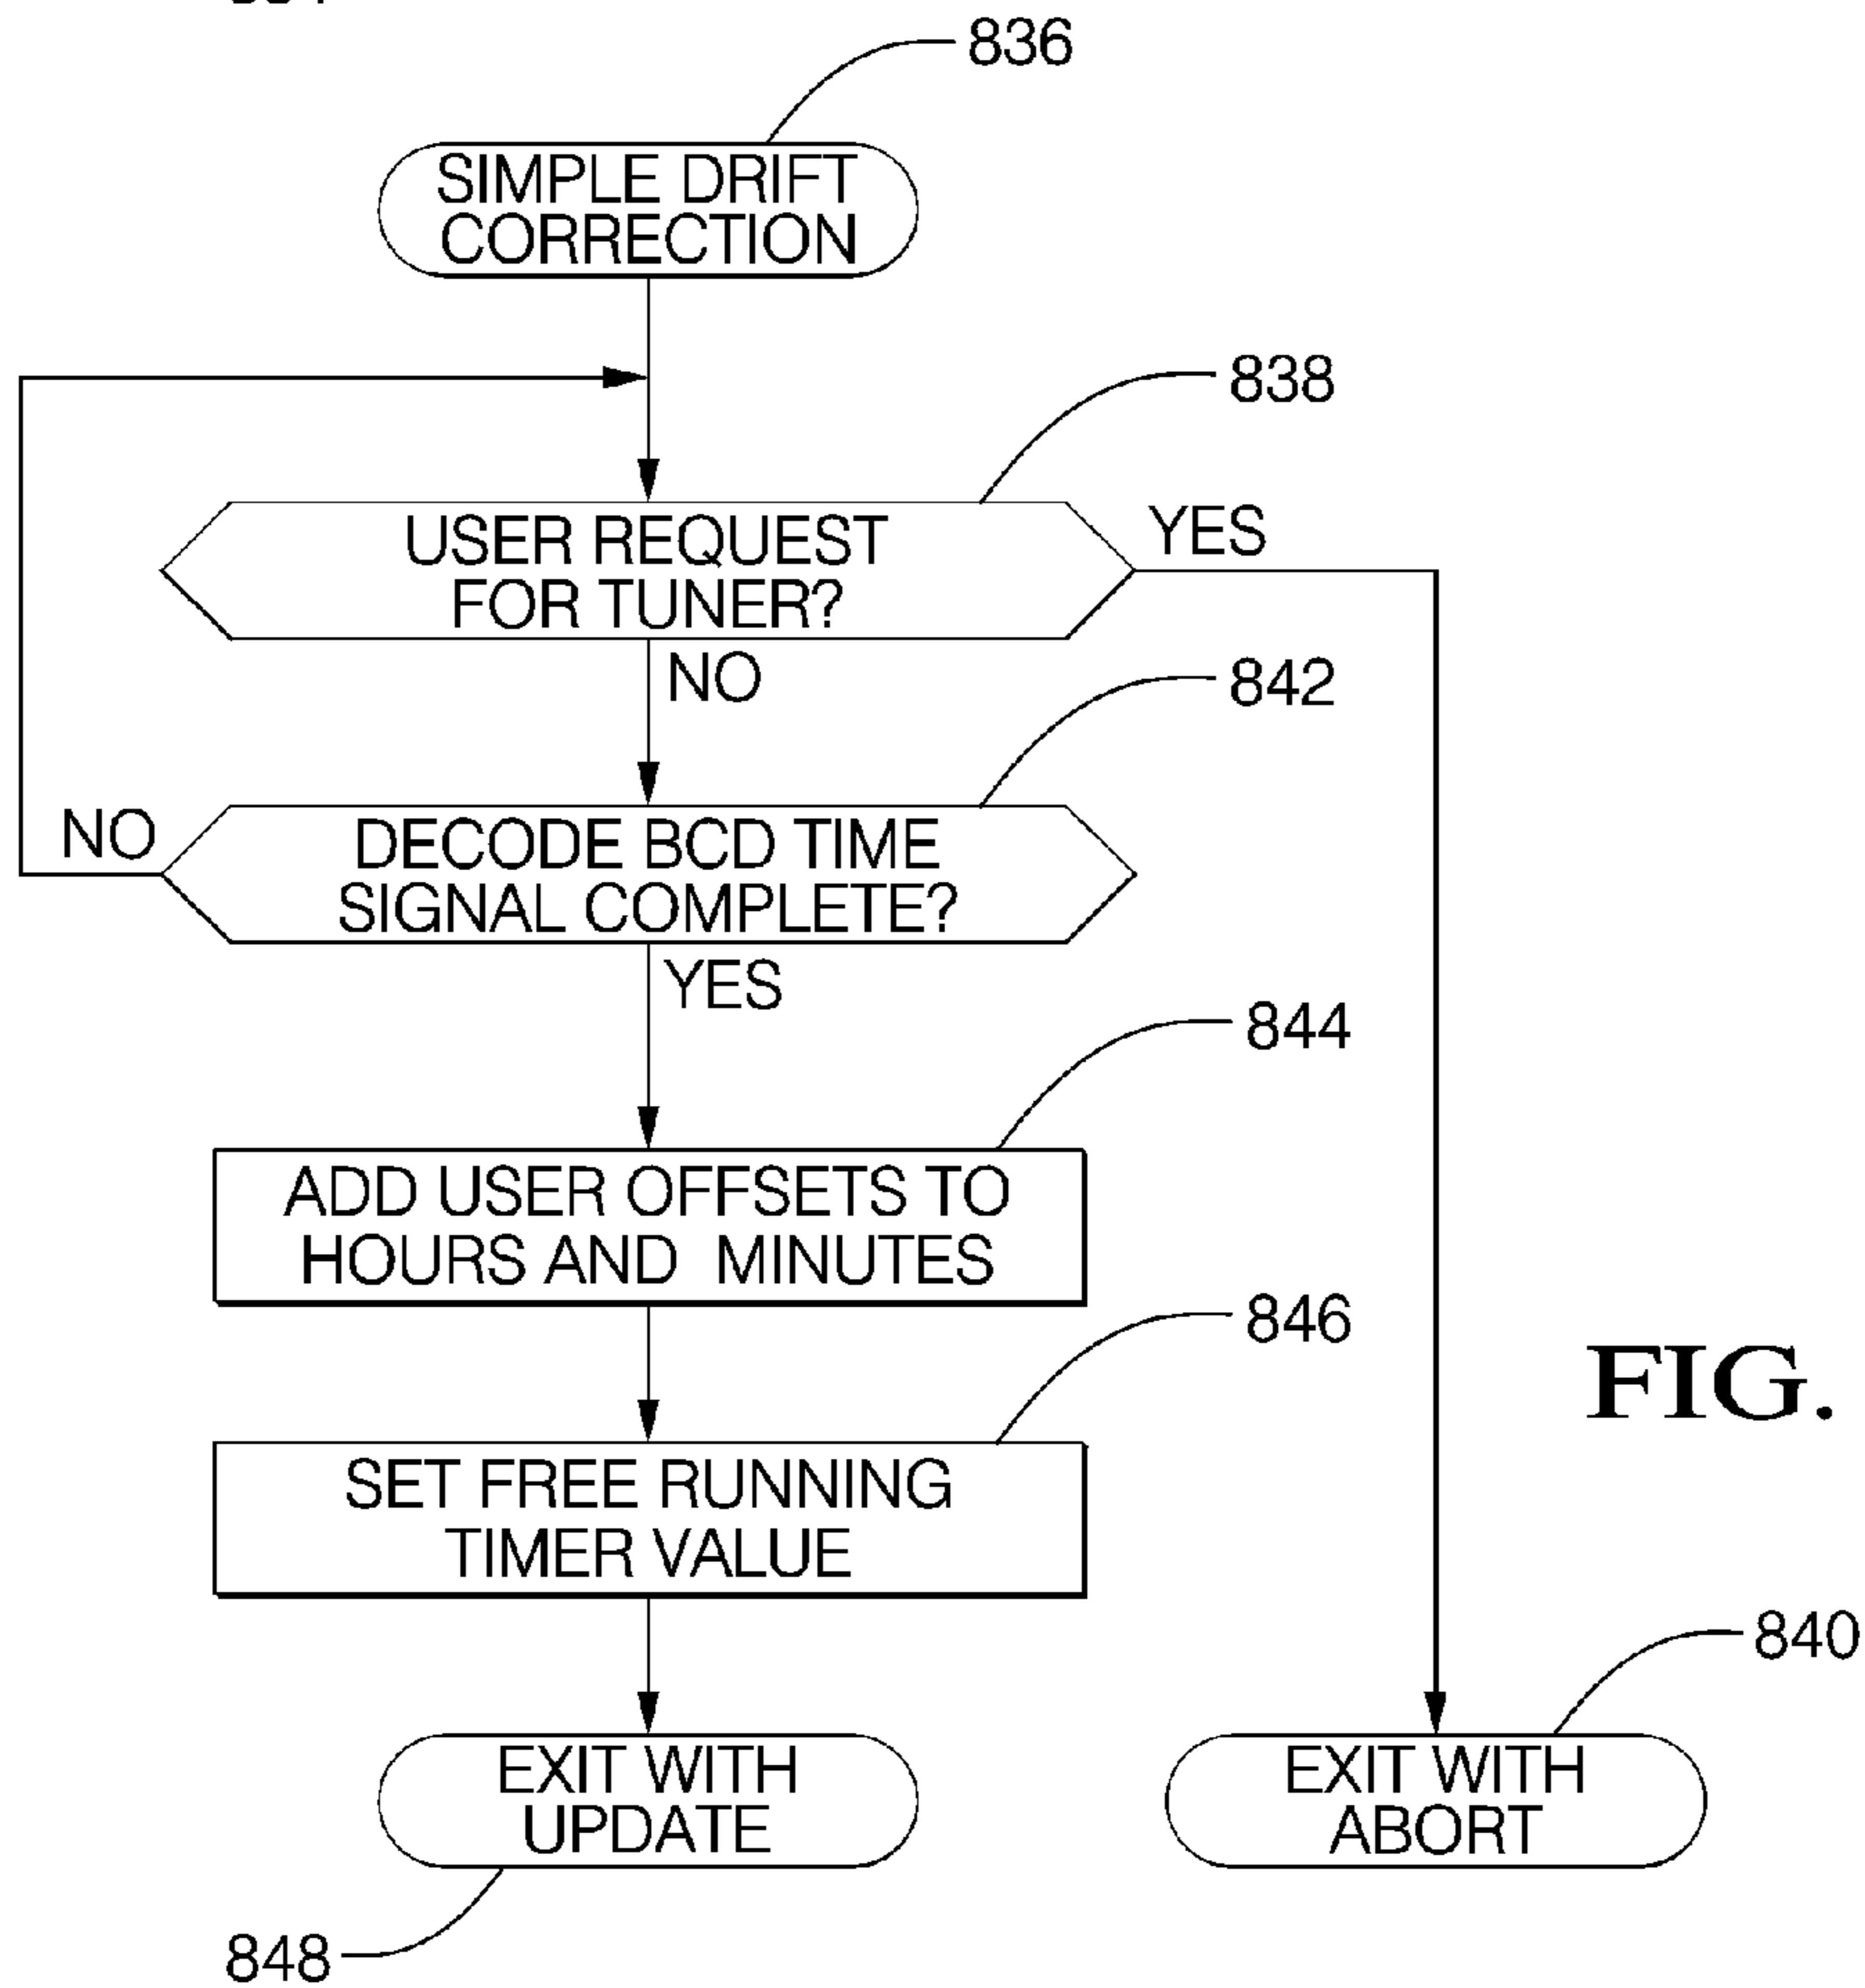 836
SIMPLE DRIFT
CORRECTION
838
USER REQUEST
FOR TUNER?
YES
NO
842
NO
DECODE BCD TIME
SIGNAL COMPLETE?
YES
844
ADD USER OFFSETS TO
HOURS AND MINUTES
846
FIG.
SET FREE RUNNING
TIMER VALUE
840
EXIT WITH
UPDATE
EXIT WITH
ABORT
848